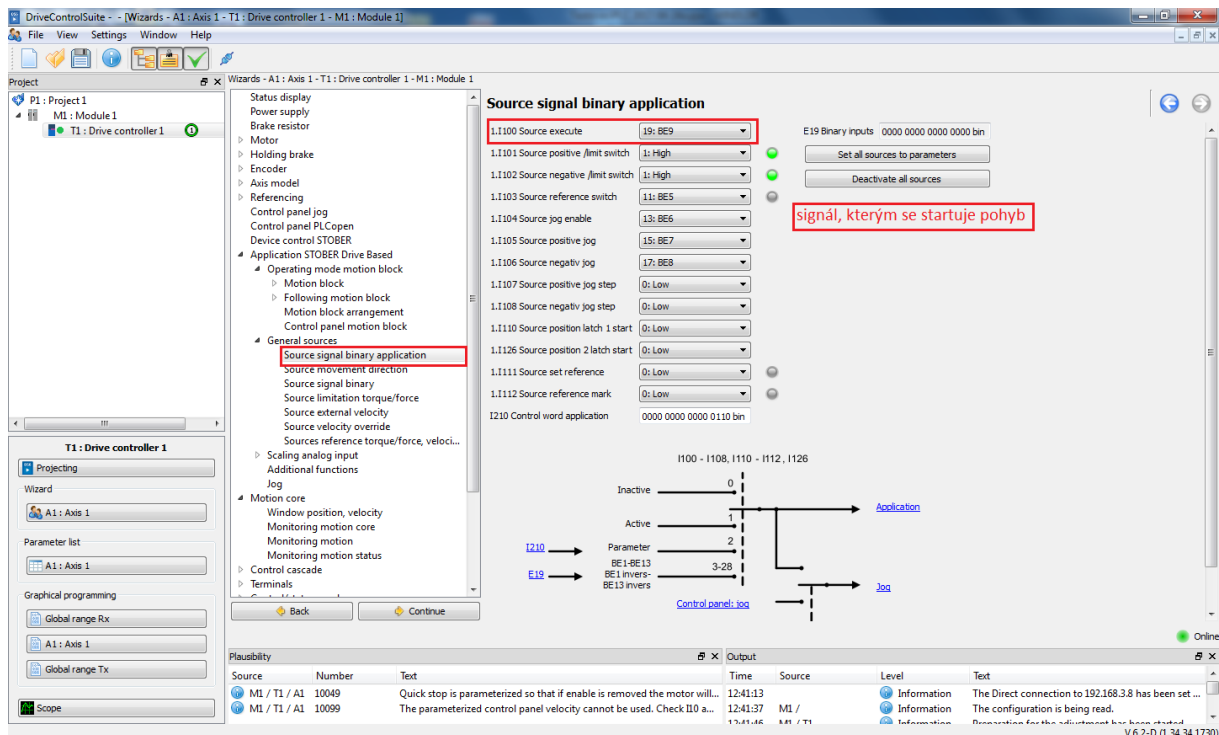 DriveControlSuite - - [Wizards - A1 : Axis 1 - T1 : Drive controller 1 - M1 : Module 1]
File View Settings Window Help
Project
P1 : Project 1
M1 : Module 1
T1 : Drive controller 1
T1 : Drive controller 1
Projecting
Wizard
A1 : Axis 1
Parameter list
A1 : Axis 1
Graphical programming
Global range Rx
A1 : Axis 1
Global range Tx
Scope
Wizards - A1 : Axis 1 - T1 : Drive controller 1 - M1 : Module 1
Status display
Power supply
Brake resistor
Motor
Holding brake
Encoder
Axis model
Referencing
Control panel jog
Control panel PLCopen
Device control STOBER
Application STOBER Drive Based
Operating mode motion block
Motion block
Following motion block
Motion block arrangement
Control panel motion block
General sources
Source signal binary application
Source movement direction
Source signal binary
Source limitation torque/force
Source external velocity
Source velocity override
Sources reference torque/force, veloci...
Scaling analog input
Additional functions
Jog
Motion core
Window position, velocity
Monitoring motion core
Monitoring motion
Monitoring motion status
Control cascade
Terminals
Back
Continue
Source signal binary application
1.I100 Source execute 19: BE9
1.I101 Source positive /limit switch 1: High
1.I102 Source negative /limit switch 1: High
1.I103 Source reference switch 11: BE5
1.I104 Source jog enable 13: BE6
1.I105 Source positive jog 15: BE7
1.I106 Source negativ jog 17: BE8
1.I107 Source positive jog step 0: Low
1.I108 Source negativ jog step 0: Low
1.I110 Source position latch 1 start 0: Low
1.I126 Source position 2 latch start 0: Low
1.I111 Source set reference 0: Low
1.I112 Source reference mark 0: Low
I210 Control word application 0000 0000 0000 0110 bin
E19 Binary inputs 0000 0000 0000 0000 bin
Set all sources to parameters
Deactivate all sources
signál, kterým se startuje pohyb
I100 - I108, I110 - I112 , I126
Inactive 0
Active 1
I210 Parameter 2
E19 BE1-BE13
BE1 invers-
BE13 invers
3-28
Application
Jog
Control panel: jog
Online
Plausibility
Source Number Text
M1 / T1 / A1 10049 Quick stop is parameterized so that if enable is removed the motor will...
M1 / T1 / A1 10099 The parameterized control panel velocity cannot be used. Check I10 a...
Output
Time Source Level Text
12:41:13 Information The Direct connection to 192.168.3.8 has been set ...
12:41:37 M1 / Information The configuration is being read.
12:41:46 M1 / T1 Information Preparation for the adjustment has been started
V 6.2-D (1.34.34.1730)